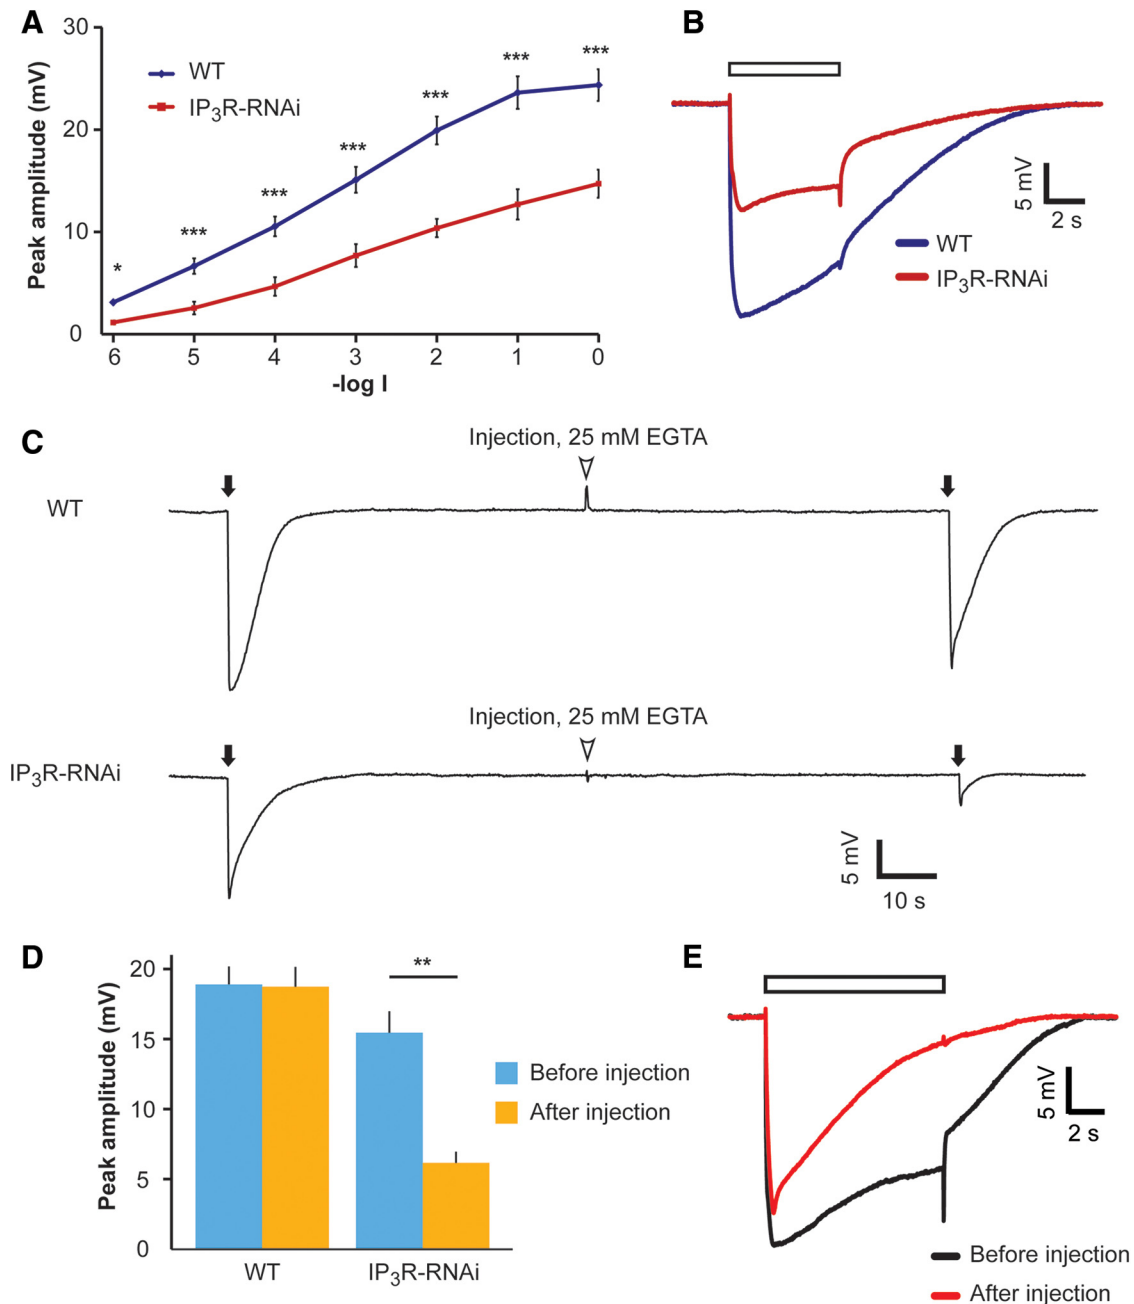 A
30
20
10
0
Peak amplitude (mV)
WT
IP3R-RNAi
*
***
***
***
***
***
***
6 5 4 3 2 1 0
-log I
B
5 mV
2 s
WT
IP3R-RNAi
C
Injection, 25 mM EGTA
WT
Injection, 25 mM EGTA
IP3R-RNAi
5 mV
10 s
D
20
15
10
5
0
Peak amplitude (mV)
**
WT
IP3R-RNAi
Before injection
After injection
E
5 mV
2 s
Before injection
After injection